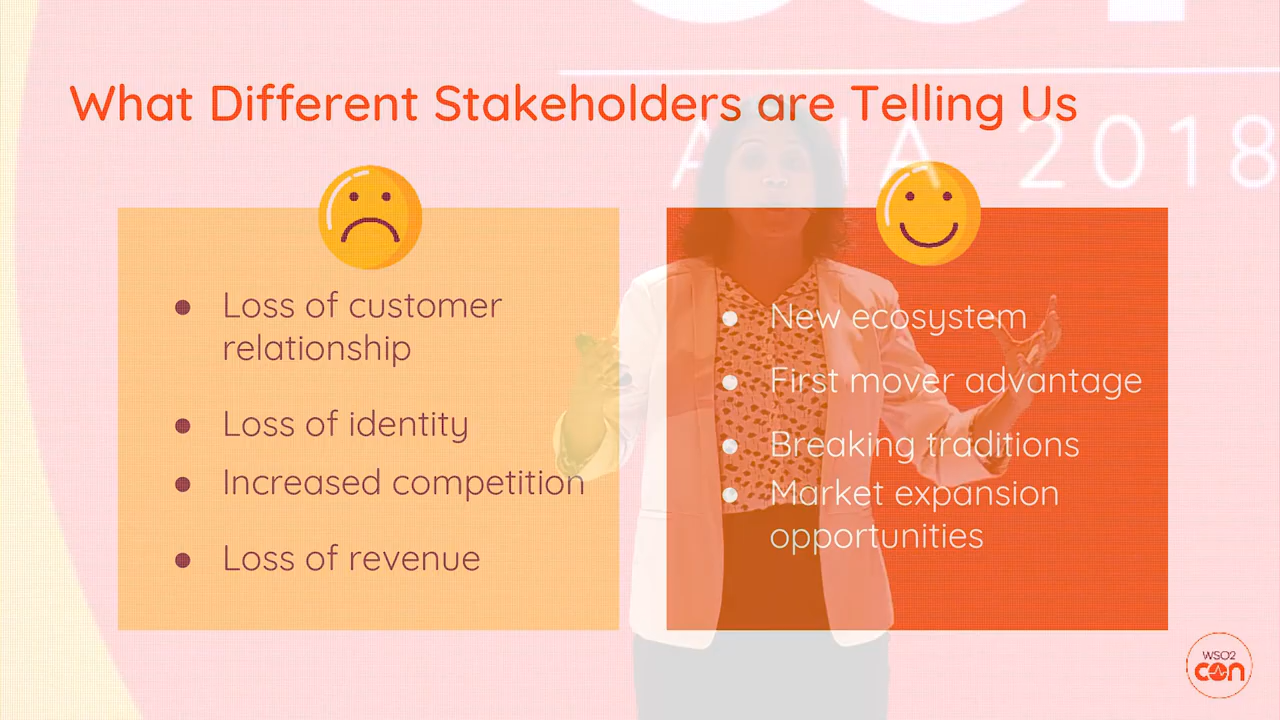 What Different Stakeholders are Telling Us
ASIA 2018
Loss of customer
relationship
Loss of identity
Increased competition
Loss of revenue
New ecosystem
First mover advantage
Breaking traditions
Market expansion
opportunities
WSO2
con